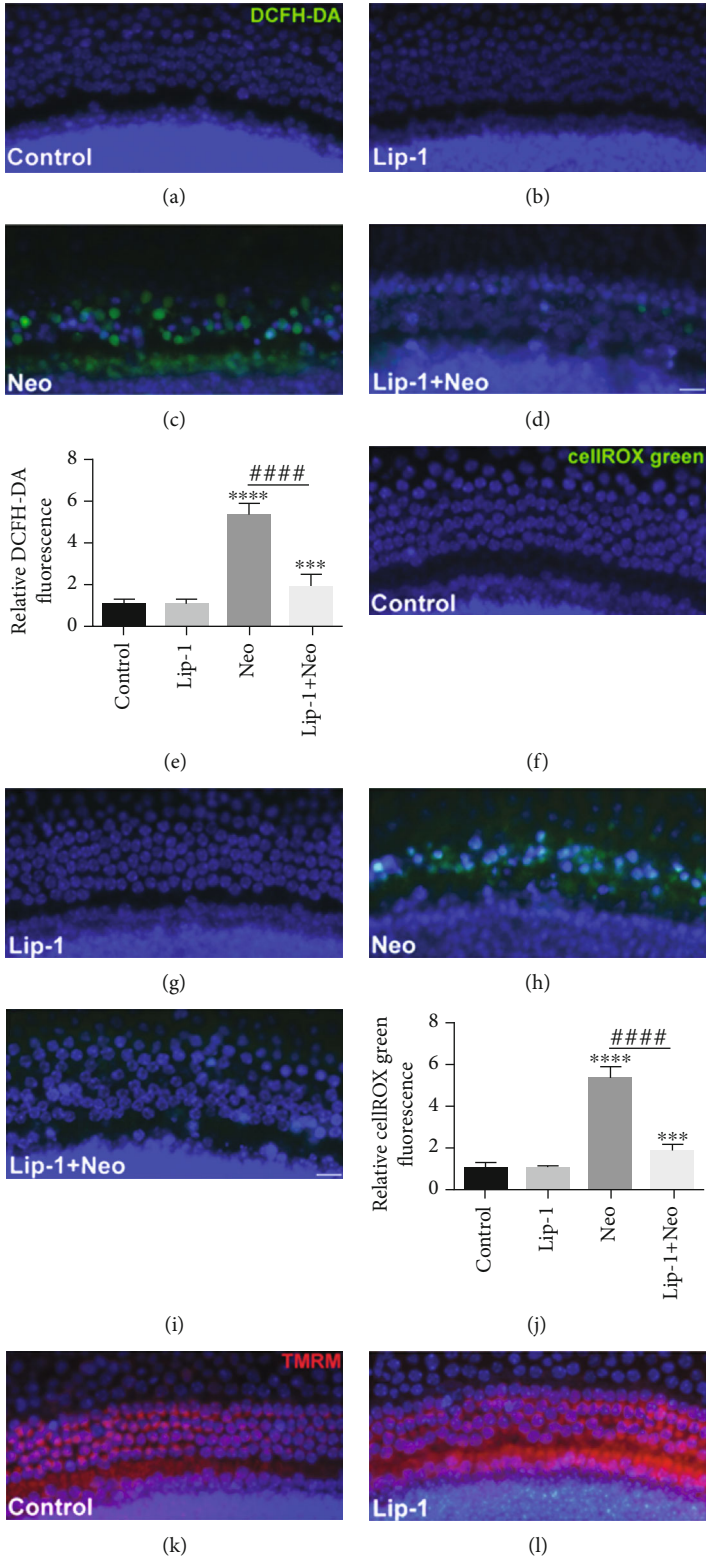 DCFH-DA
Control
Lip-1
(a)
(b)
Neo
Lip-1+Neo
(c)
(d)
Relative DCFH-DA
fluorescence
8
6
4
2
0
####
****
***
Control
Lip-1
Neo
Lip-1+Neo
(e)
cellROX green
Control
(f)
Lip-1
(g)
Neo
(h)
Lip-1+Neo
(i)
Relative cellROX green
fluorescence
8
6
4
2
0
####
****
***
Control
Lip-1
Neo
Lip-1+Neo
(j)
TMRM
Control
(k)
Lip-1
(l)